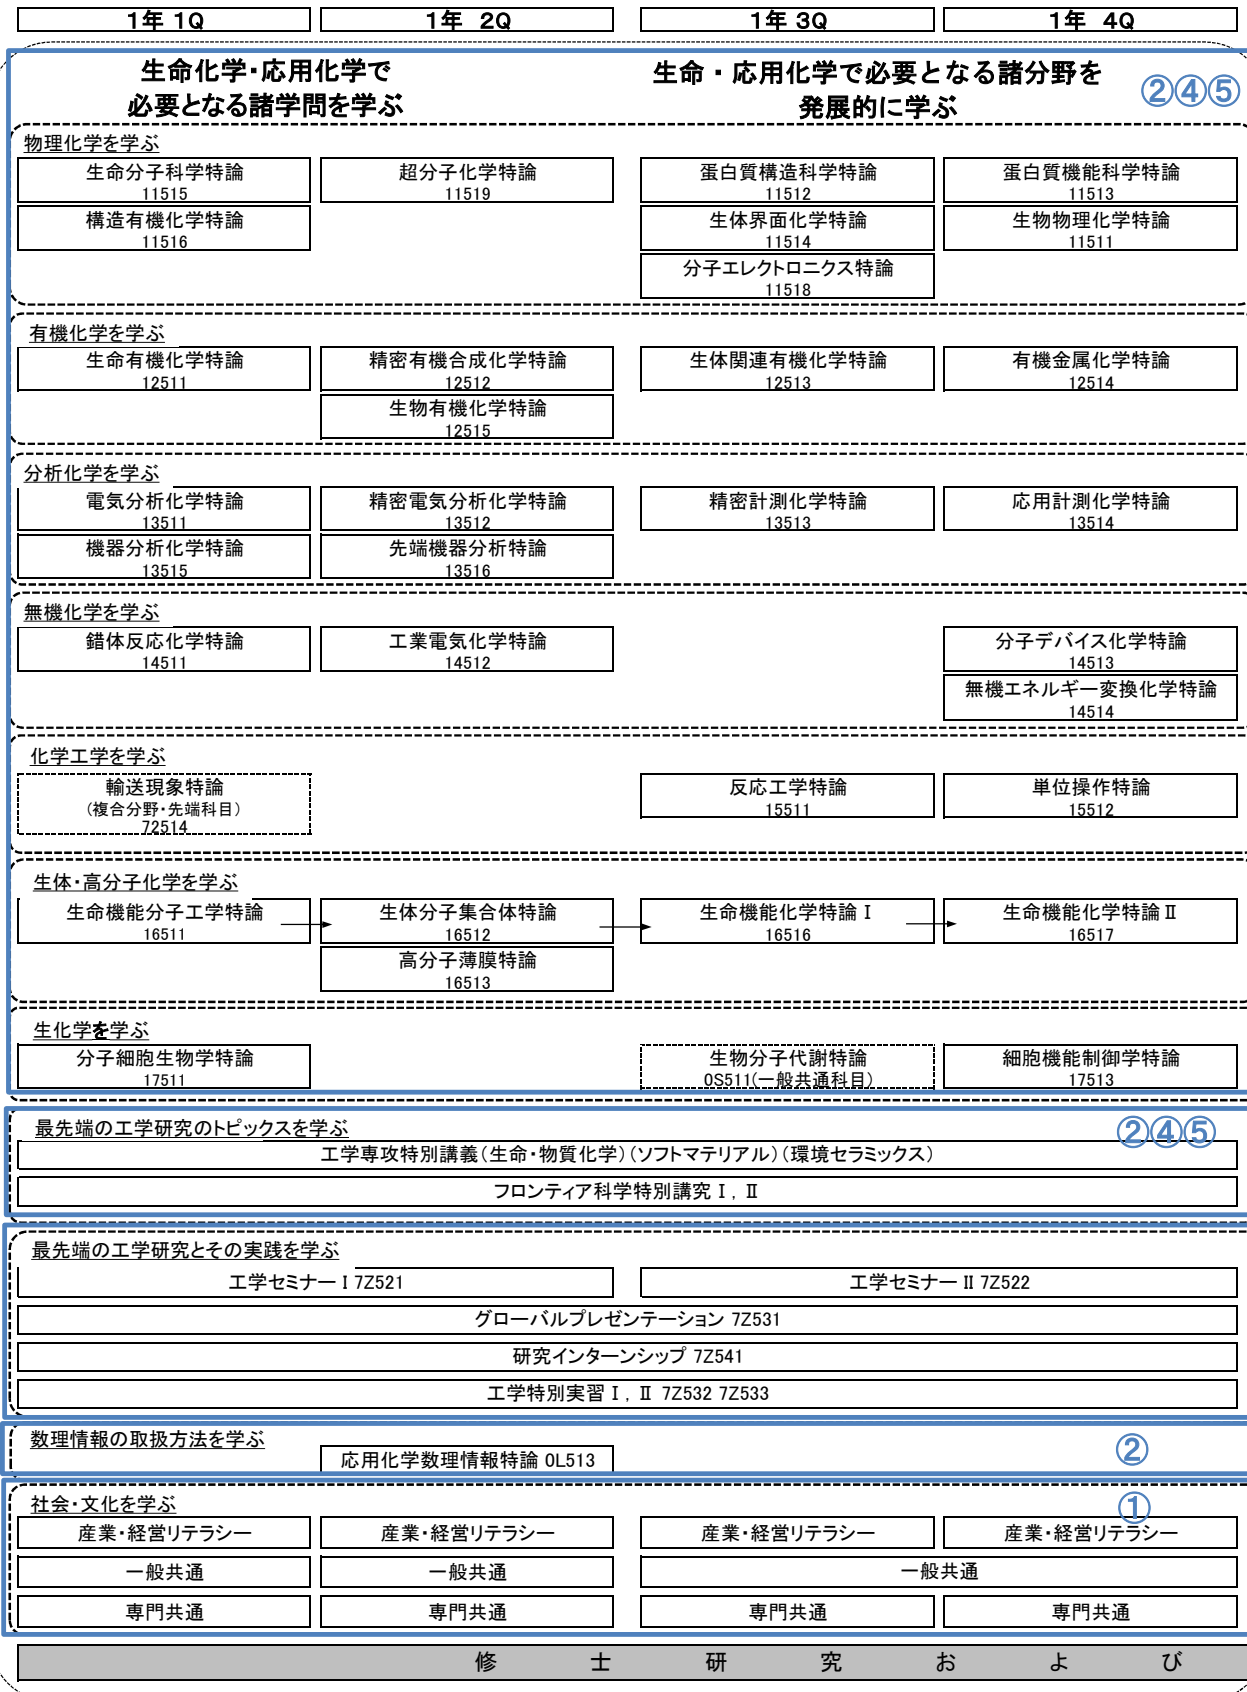 1年 1Q
1年 2Q
1年 3Q
1年 4Q
生命化学・応用化学で
必要となる諸学問を学ぶ
生命・応用化学で必要となる諸分野を
発展的に学ぶ
②④⑤
物理化学を学ぶ
生命分子科学特論
11515
超分子化学特論
11519
蛋白質構造科学特論
11512
蛋白質機能科学特論
11513
構造有機化学特論
11516
生体界面化学特論
11514
生物物理化学特論
11511
分子エレクトロニクス特論
11518
有機化学を学ぶ
生命有機化学特論
12511
精密有機合成化学特論
12512
生体関連有機化学特論
12513
有機金属化学特論
12514
生物有機化学特論
12515
分析化学を学ぶ
電気分析化学特論
13511
精密電気分析化学特論
13512
精密計測化学特論
13513
応用計測化学特論
13514
機器分析化学特論
13515
先端機器分析特論
13516
無機化学を学ぶ
錯体反応化学特論
14511
工業電気化学特論
14512
分子デバイス化学特論
14513
無機エネルギー変換化学特論
14514
化学工学を学ぶ
輸送現象特論
(複合分野・先端科目)
72514
反応工学特論
15511
単位操作特論
15512
生体・高分子化学を学ぶ
生命機能分子工学特論
16511
生体分子集合体特論
16512
生命機能化学特論Ⅰ
16516
生命機能化学特論Ⅱ
16517
高分子薄膜特論
16513
生化学を学ぶ
分子細胞生物学特論
17511
生物分子代謝特論
0S511(一般共通科目)
細胞機能制御学特論
17513
最先端の工学研究のトピックスを学ぶ
②④⑤
工学専攻特別講義(生命・物質化学)(ソフトマテリアル)(環境セラミックス)
フロンティア科学特別講究Ⅰ, Ⅱ
最先端の工学研究とその実践を学ぶ
工学セミナー I 7Z521
工学セミナー II 7Z522
グローバルプレゼンテーション 7Z531
研究インターンシップ 7Z541
工学特別実習Ⅰ, Ⅱ 7Z532 7Z533
数理情報の取扱方法を学ぶ
②
応用化学数理情報特論 0L513
社会・文化を学ぶ
①
産業・経営リテラシー
産業・経営リテラシー
産業・経営リテラシー
産業・経営リテラシー
一般共通
一般共通
一般共通
専門共通
専門共通
専門共通
専門共通
修 士 研 究 お よ び